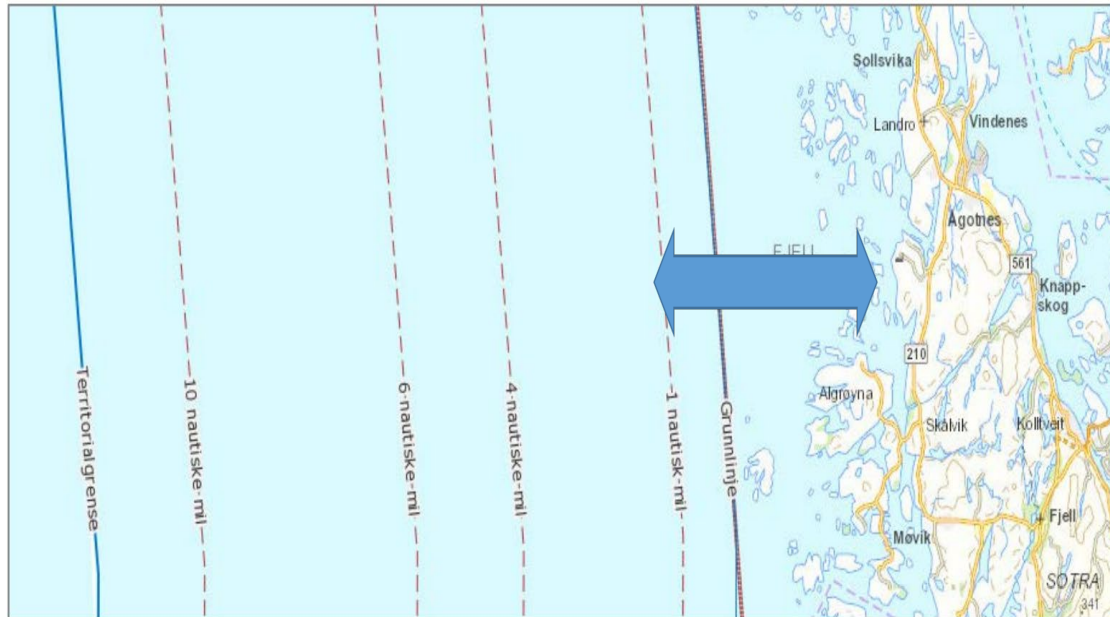 Sollsvika
Landro
Vindenes
Ågotnes
561
Knapp-
skog
210
Algrøyna
Skålvik
Kolltveit
Møvik
Fjell
SOTRA
341
Territorialgrense
10 nautiske-mil
6-nautiske-mil
4-nautiske-mil
-1 nautisk-mil-
Grunnlinje